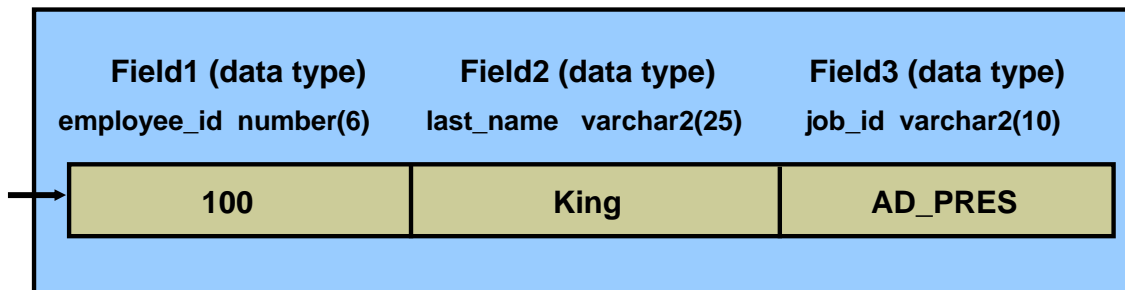 Field1 (data type) Field2 (data type) Field3 (data type)
employee_id number(6) last_name varchar2(25) job_id varchar2(10)
100 King AD_PRES